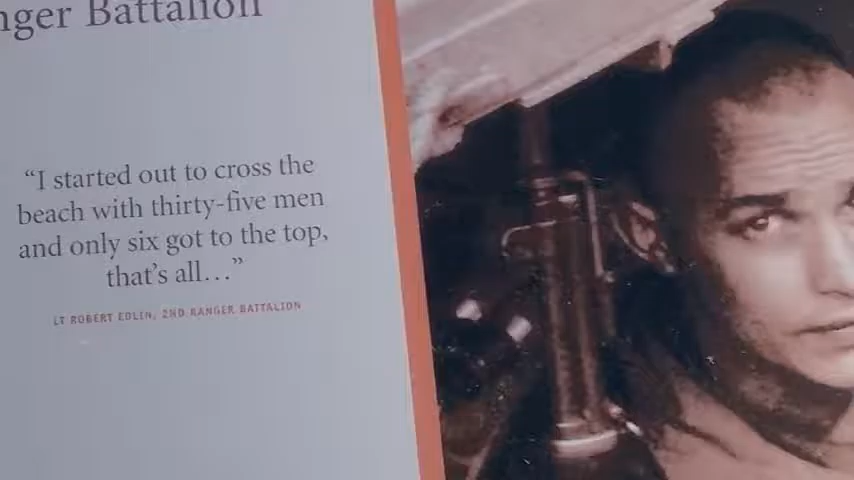 nger Battalion
“I started out to cross the
beach with thirty-five men
and only six got to the top,
that’s all…”
LT ROBERT EDLIN, 2ND RANGER BATTALION